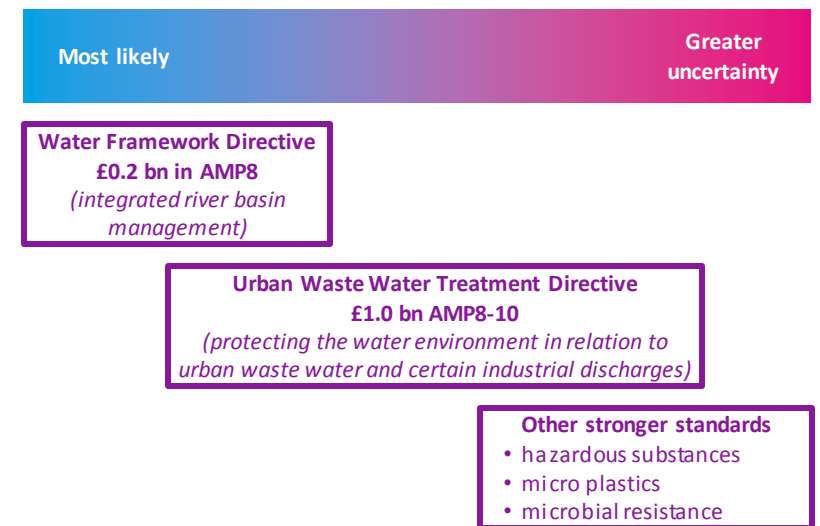 Most likely
Greater
uncertainty
Water Framework Directive
£0.2 bn in AMP8
(integrated river basin
management)
Urban Waste Water Treatment Directive
£1.0 bn AMP8-10
(protecting the water environment in relation to
urban waste water and certain industrial discharges)
Other stronger standards
• hazardous substances
• micro plastics
• microbial resistance